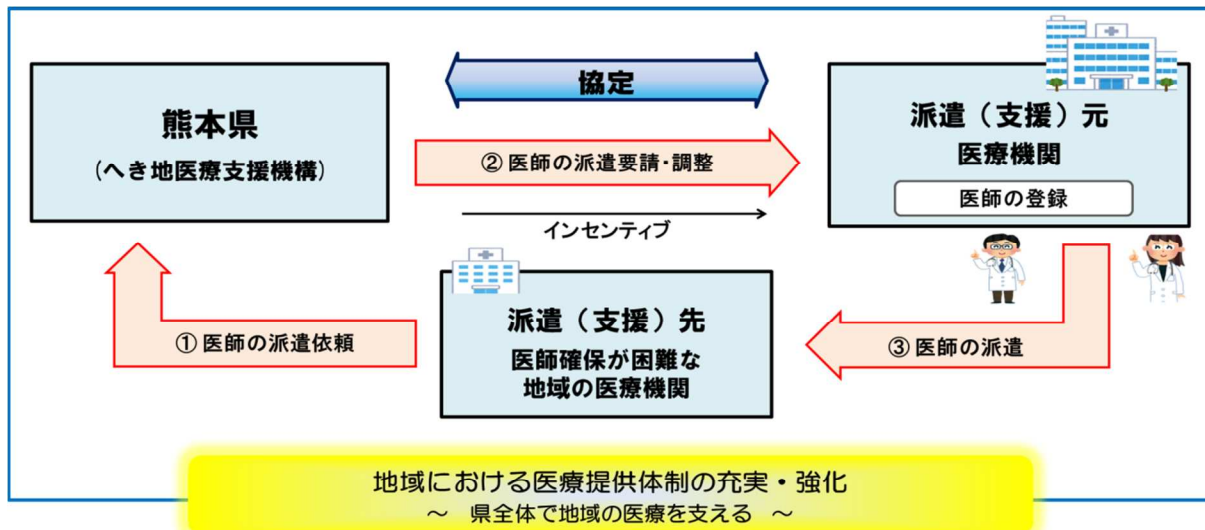 協定
熊本県
(へき地医療支援機構)
派遣（支援）元
医療機関
医師の登録
② 医師の派遣要請・調整
インセンティブ
① 医師の派遣依頼
派遣（支援）先
医師確保が困難な
地域の医療機関
③ 医師の派遣
地域における医療提供体制の充実・強化
～ 県全体で地域の医療を支える ～